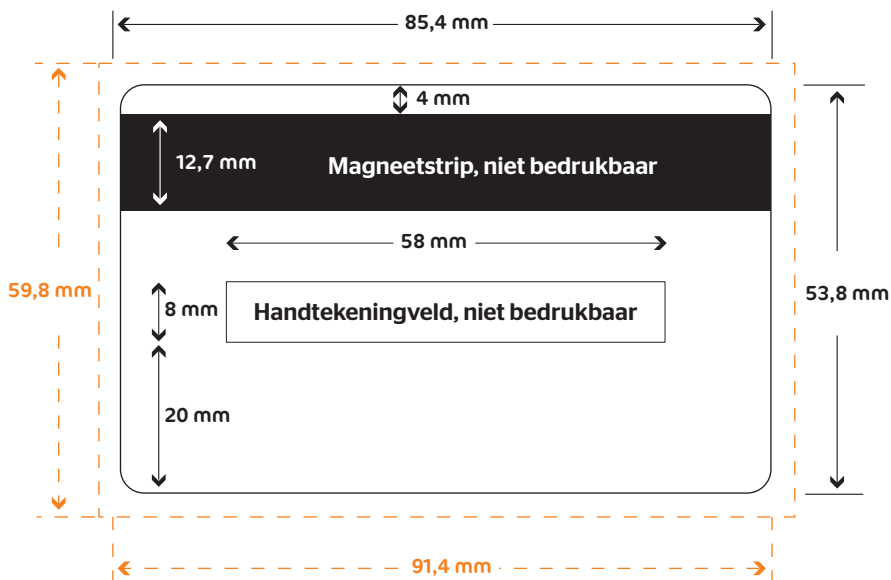 85,4 mm
4 mm
12,7 mm
Magneetstrip, niet bedrukbaar
58 mm
59,8 mm
53,8 mm
8 mm
Handtekeningveld, niet bedrukbaar
20 mm
91,4 mm